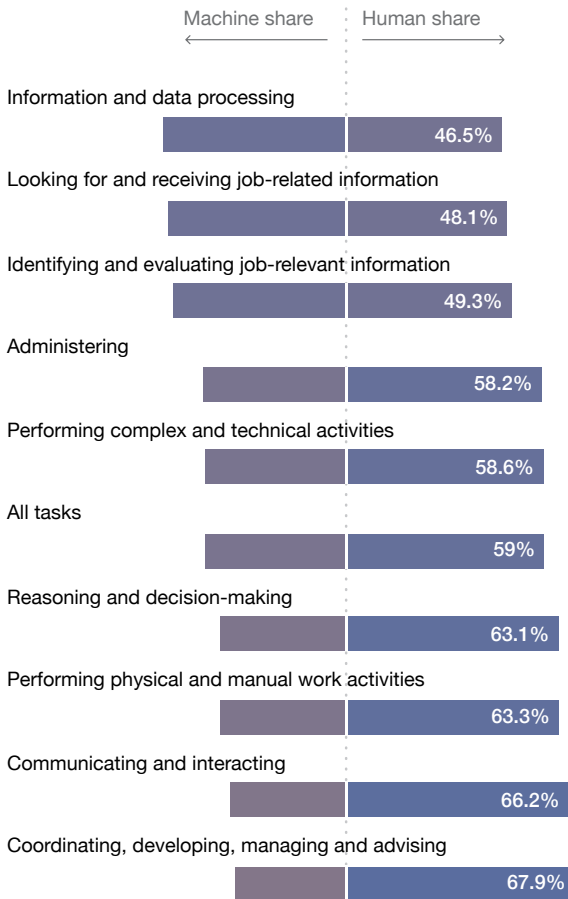 Machine share Human share
Information and data processing
46.5%
Looking for and receiving job-related information
48.1%
Identifying and evaluating job-relevant information
49.3%
Administering
58.2%
Performing complex and technical activities
58.6%
All tasks
59%
Reasoning and decision-making
63.1%
Performing physical and manual work activities
63.3%
Communicating and interacting
66.2%
Coordinating, developing, managing and advising
67.9%